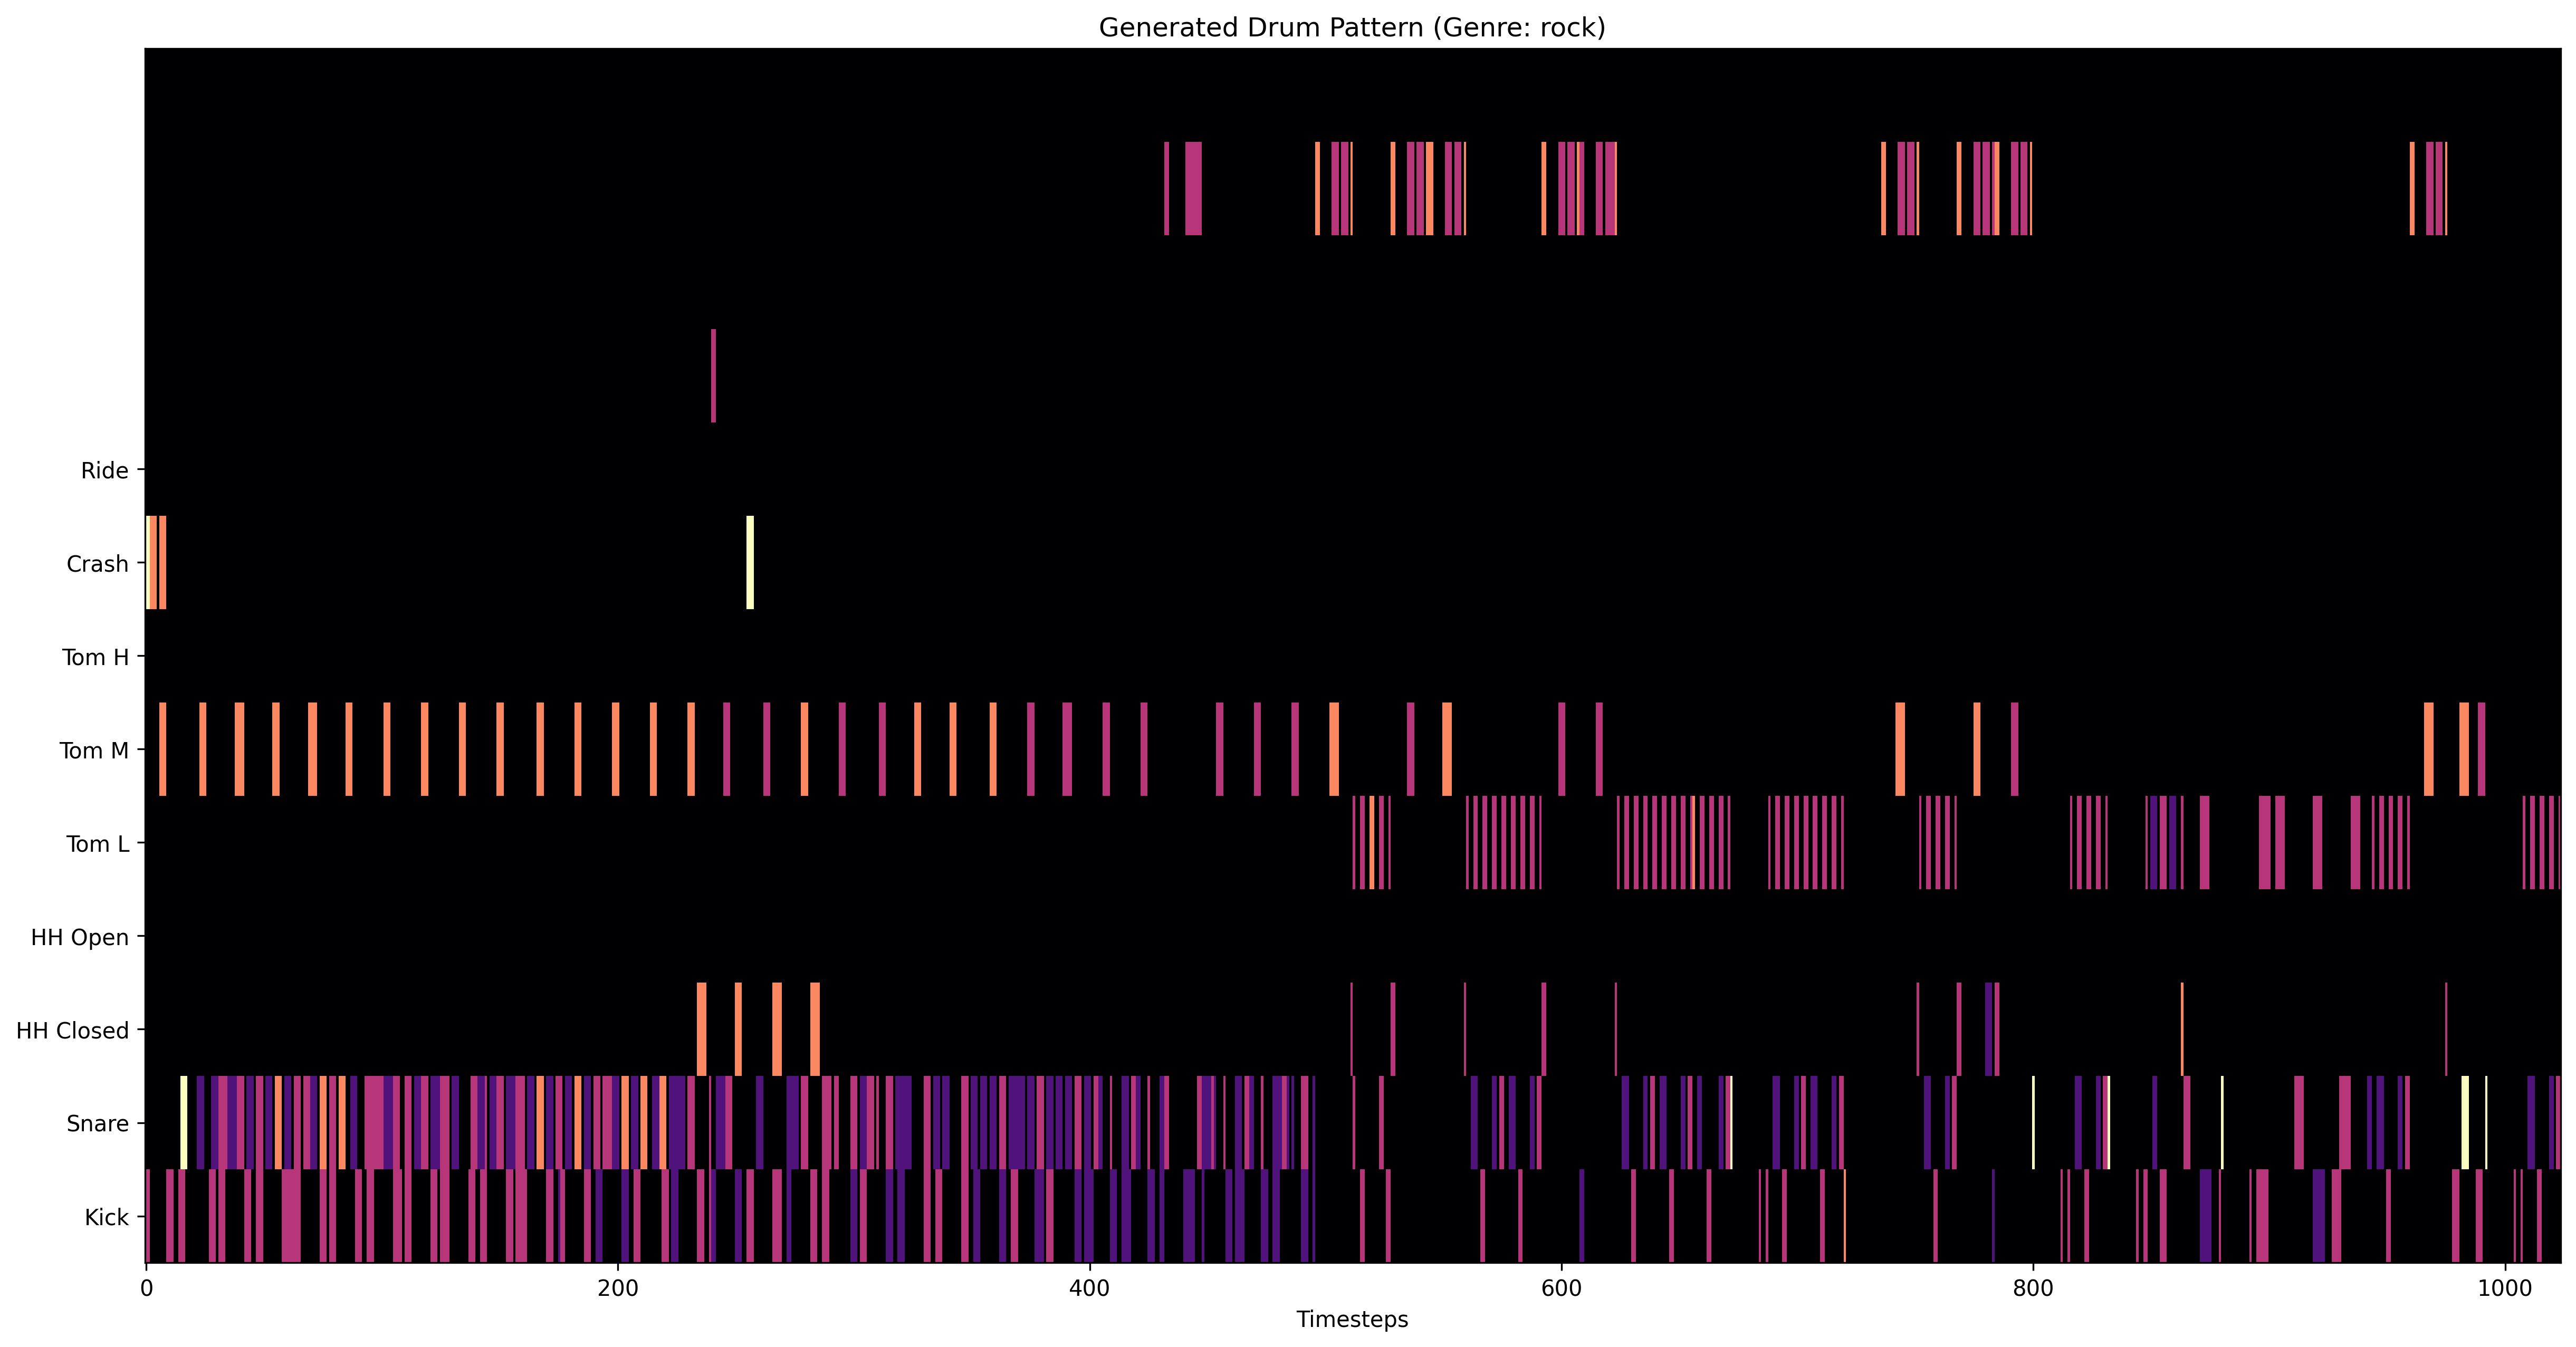 Generated Drum Pattern (Genre: rock)
Ride
Crash
Tom H
Tom M
Tom L
HH Open
HH Closed
Snare
Kick
0 200 400 600 800 1000
Timesteps